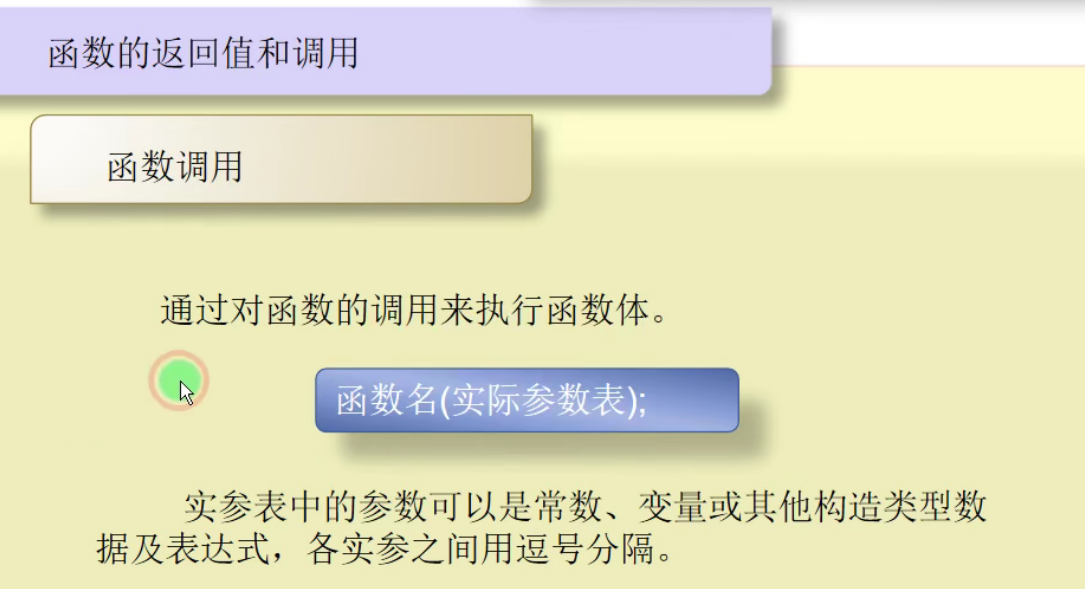 函数的返回值和调用
函数调用
通过对函数的调用来执行函数体。
函数名(实际参数表);
实参表中的参数可以是常数、变量或其他构造类型数
据及表达式，各实参之间用逗号分隔。